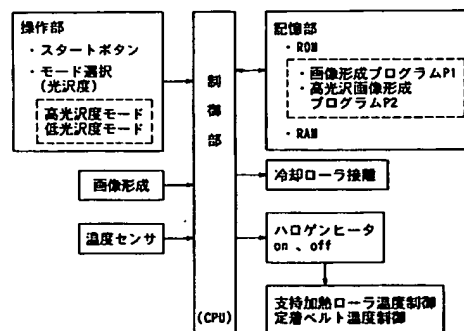 操作部
・スタートボタン
・モード選択
(光沢度)
高光沢度モード
低光沢度モード
画像形成
温度センサ
制御部
(CPU)
記憶部
・ROM
・画像形成プログラムP1
・高光沢画像形成
プログラムP2
・RAM
冷却ローラ接離
ハロゲンヒータ
on 、off
支持加熱ローラ温度制御
定着ベルト温度制御